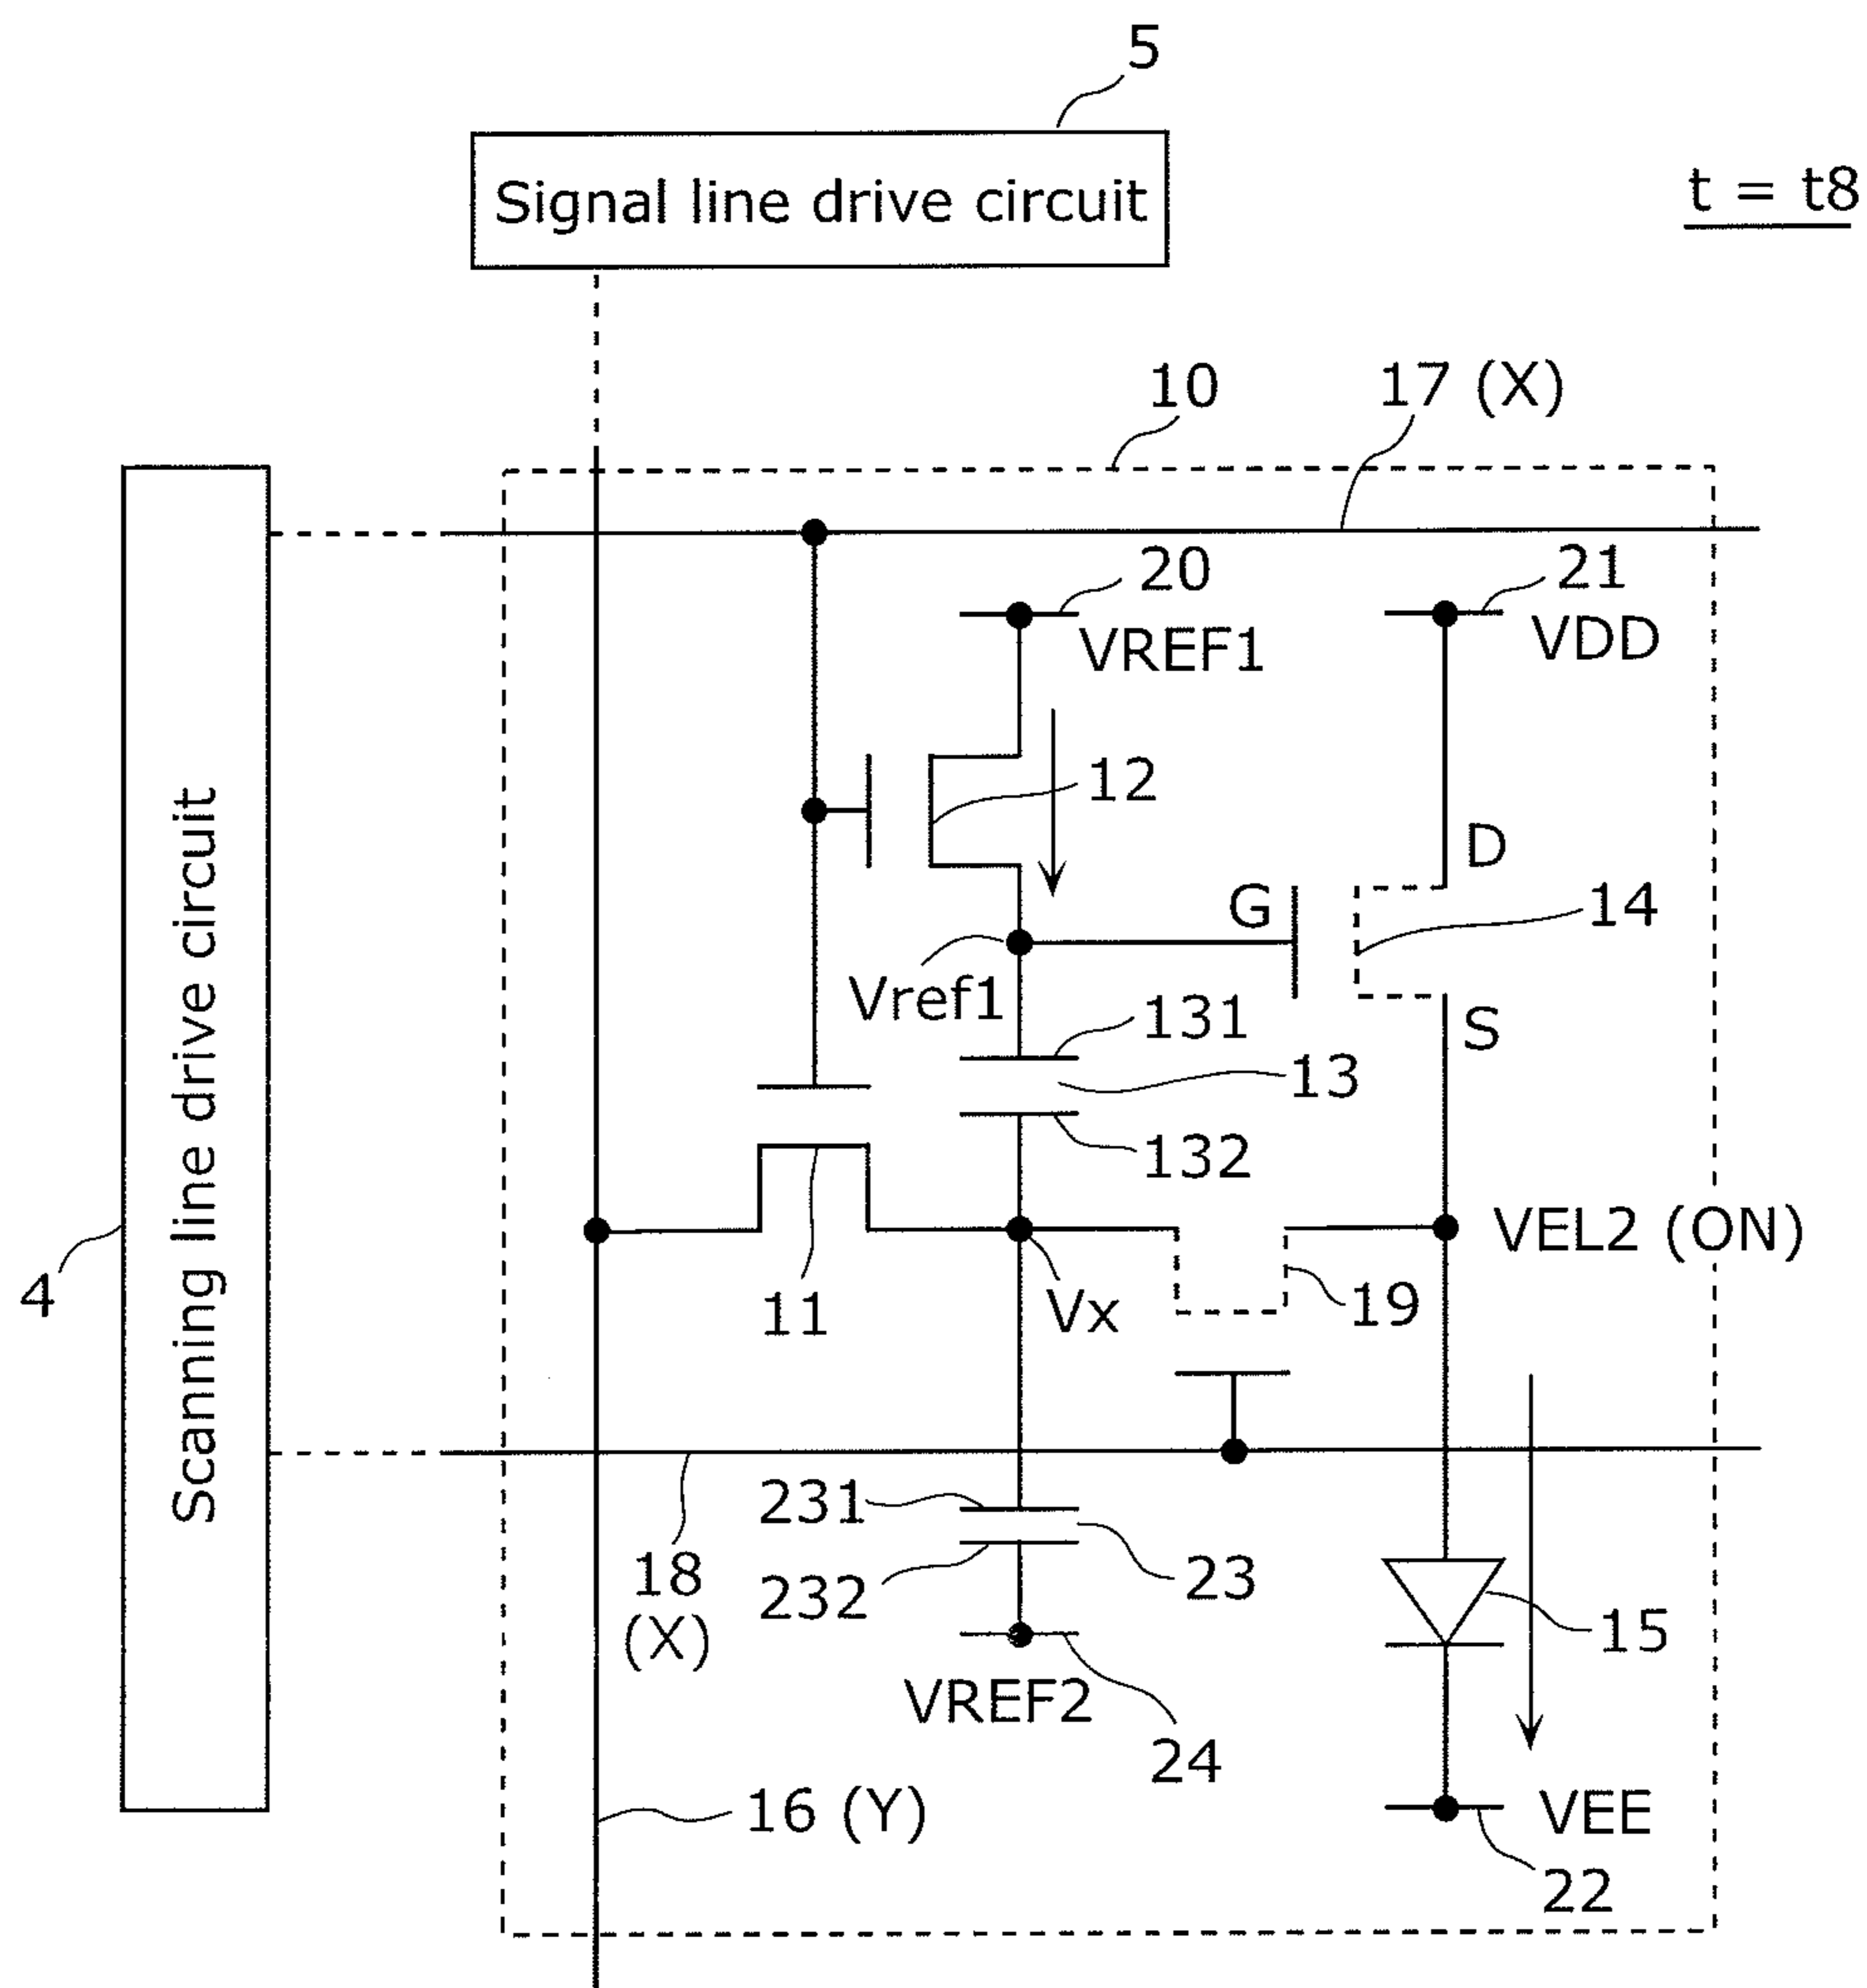 5
Signal line drive circuit
t = t8
10
17 (X)
20
21
VREF1
VDD
12
D
G
14
Vref1
S
131
13
132
Scanning line drive circuit
4
VEL2 (ON)
11
Vx
19
231
18
(X)
232
23
15
VREF2
24
16 (Y)
VEE
22